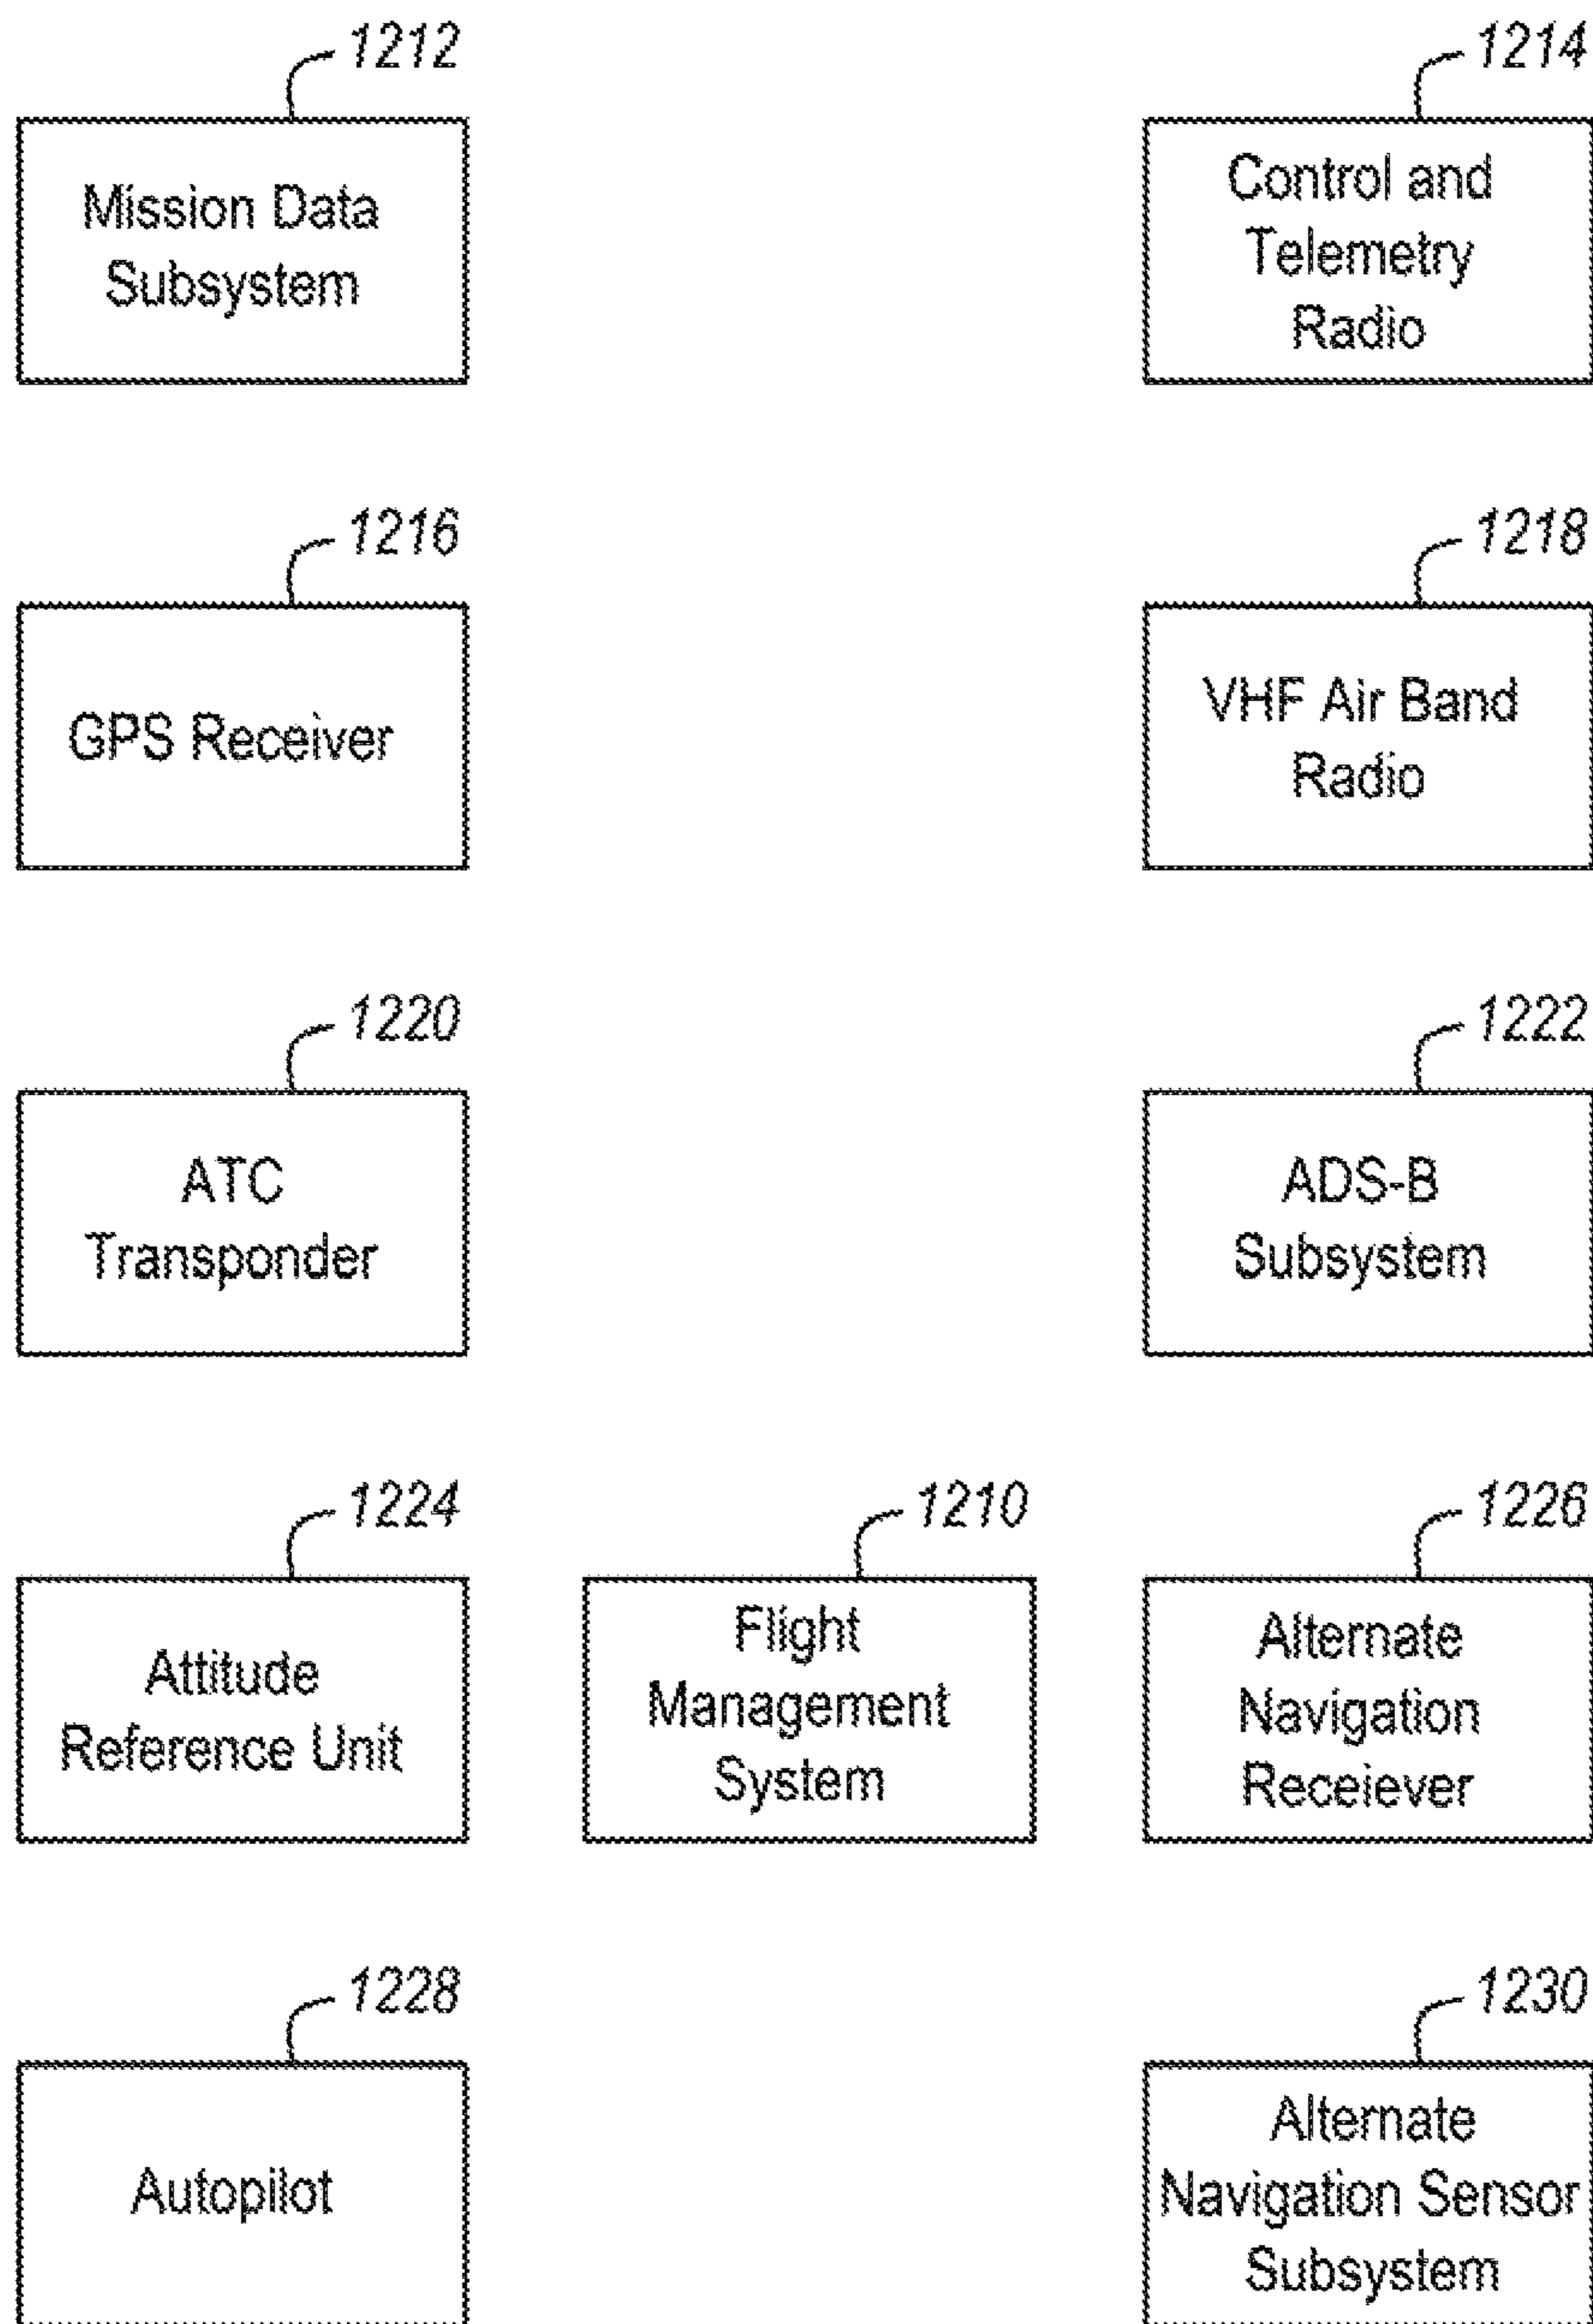 1212
Mission Data
Subsystem
1214
Control and
Telemetry
Radio
1216
GPS Receiver
1218
VHF Air Band
Radio
1220
ATC
Transponder
1222
ADS-B
Subsystem
1224
Attitude
Reference Unit
1210
Flight
Management
System
1226
Alternate
Navigation
Receiever
1228
Autopilot
1230
Alternate
Navigation Sensor
Subsystem